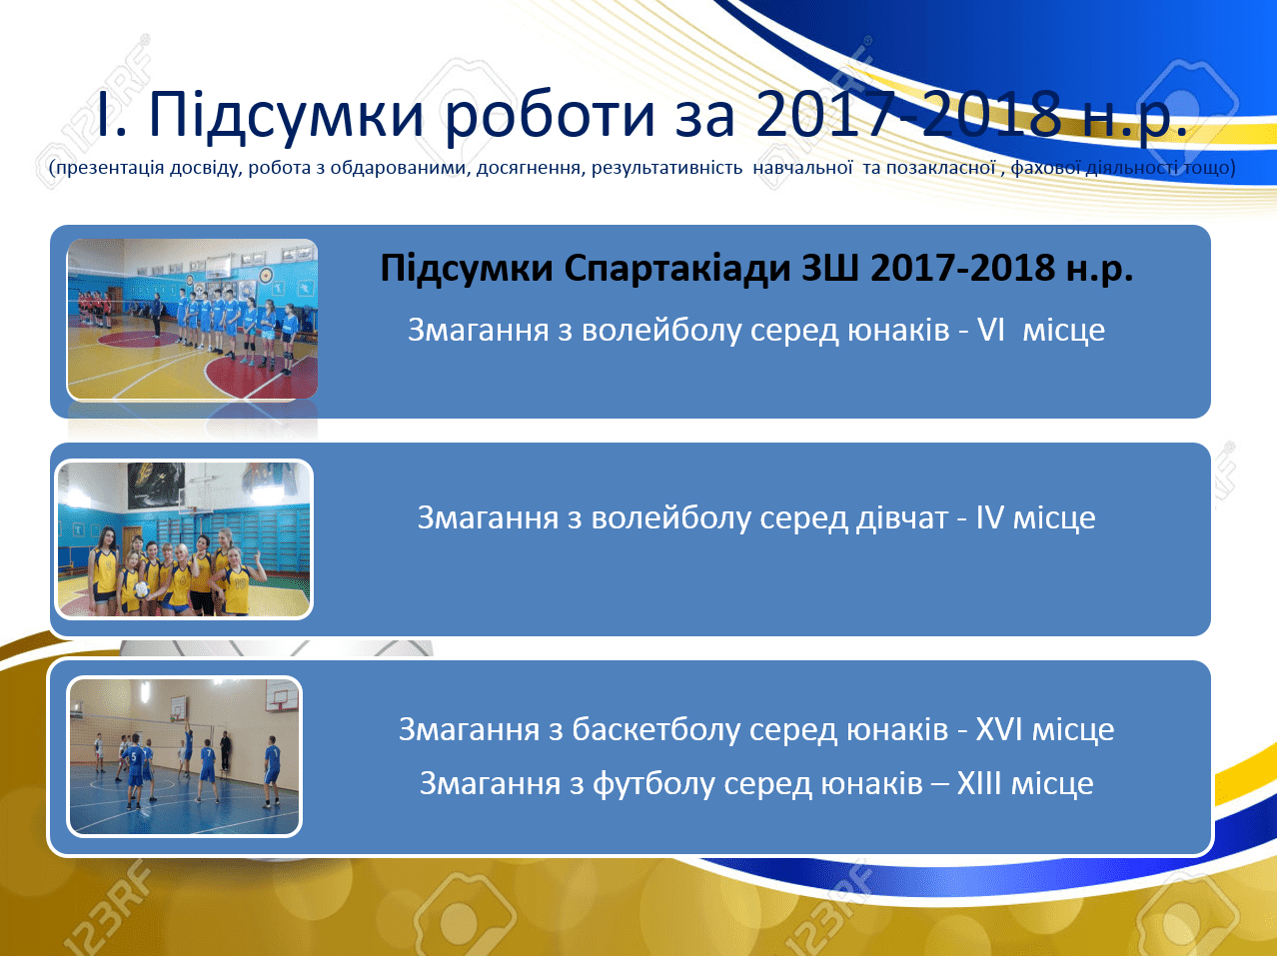 І. Підсумки роботи за 2017-2018 н.р.
(презентація досвіду, робота з обдарованими, досягнення, результативність навчальної та позакласної , фахової діяльності тощо)
Підсумки Спартакіади ЗШ 2017-2018 н.р.
Змагання з волейболу серед юнаків - VI місце
Змагання з волейболу серед дівчат - IV місце
Змагання з баскетболу серед юнаків - XVI місце
Змагання з футболу серед юнаків – XIII місце
123RF
123RF
123RF
123RF